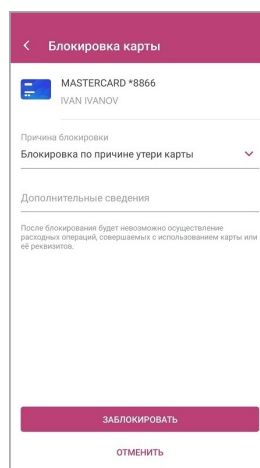 Блокировка карты
MASTERCARD *8866
IVAN IVANOV
Причина блокировки
Блокировка по причине утери карты
Дополнительные сведения
После блокирования будет невозможно осуществление
расходных операций, совершаемых с использованием карты или
её реквизитов.
ЗАБЛОКИРОВАТЬ
ОТМЕНИТЬ